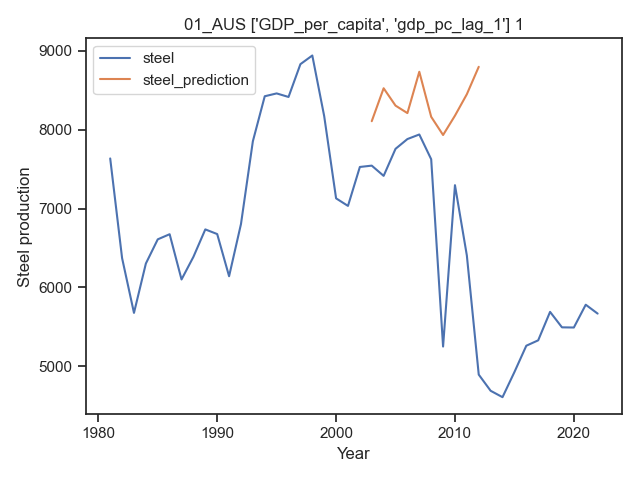 01_AUS ['GDP_per_capita', 'gdp_pc_lag_1'] 1
steel
steel_prediction
9000
8000
7000
6000
5000
Steel production
1980
1990
2000
2010
2020
Year